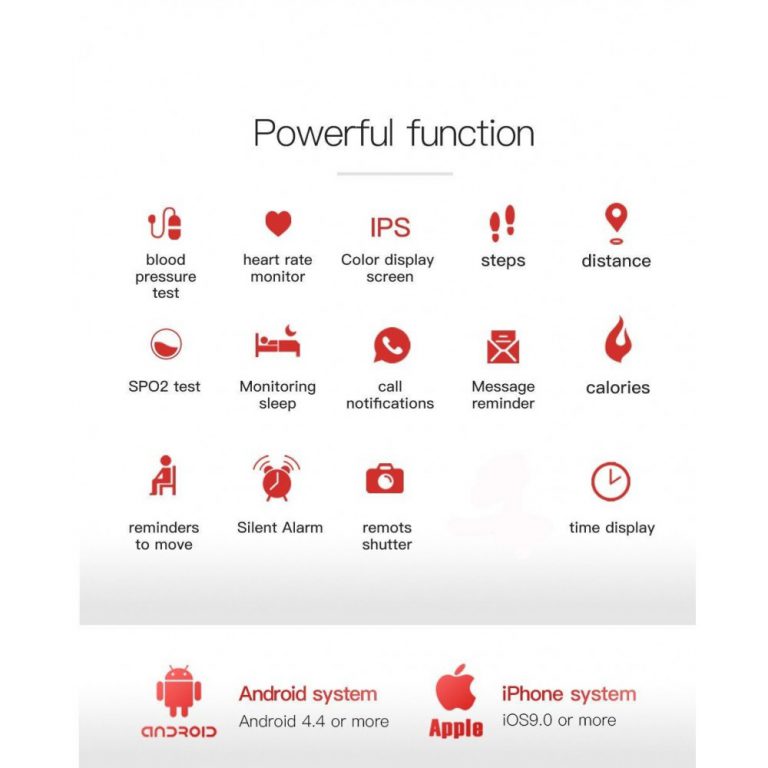 Powerful function
IPS
blood
pressure
test
heart rate
monitor
Color display
screen
steps
distance
SPO2 test
Monitoring
sleep
call
notifications
Message
reminder
calories
reminders
to move
Silent Alarm
remots
shutter
time display
Android system
Android 4.4 or more
ANDROID
iPhone system
iOS9.0 or more
Apple